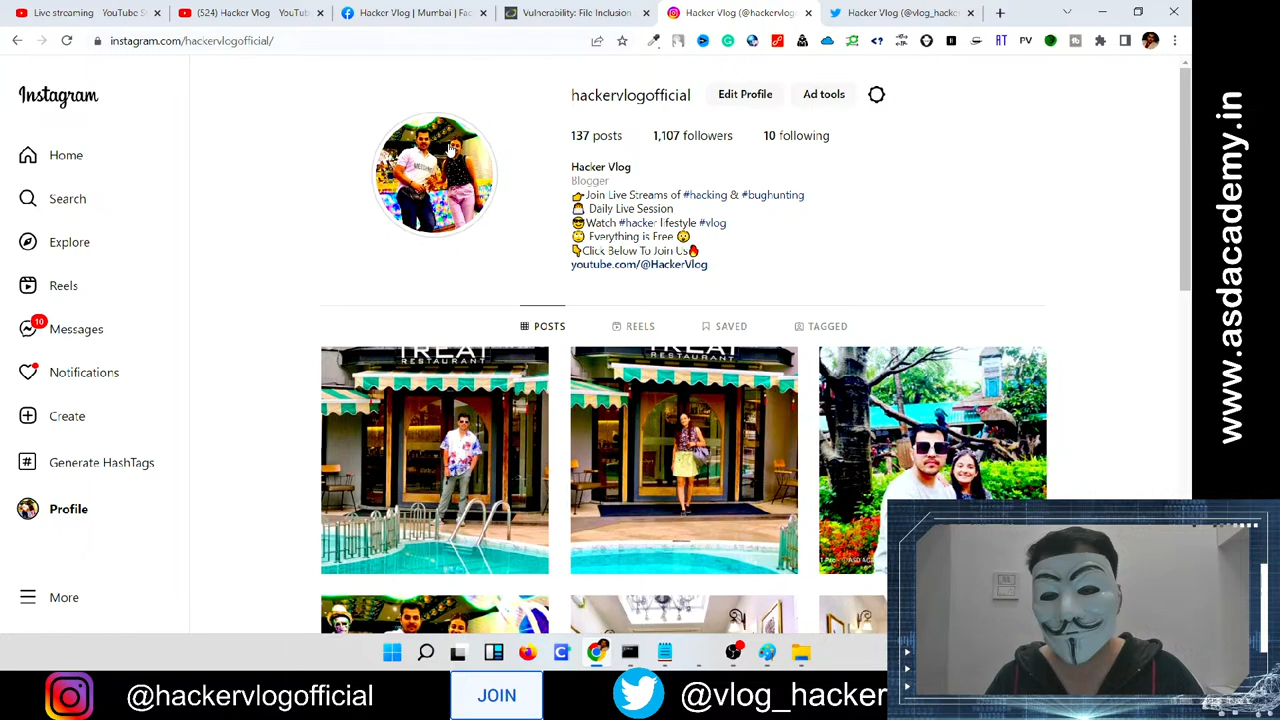 Live streaming - YouTube S
(524) Hacker Vlog - YouTube
Hacker Vlog | Mumbai | Fac
Vulnerability: File Inclusion
Hacker Vlog (@hackervlog
Hacker Vlog (@vlog_hacke
instagram.com/hackervlogofficial/
Instagram
Home
Search
Explore
Reels
10
Messages
Notifications
Create
Generate HashTags
Profile
More
hackervlogofficial
Edit Profile
Ad tools
137 posts
1,107 followers
10 following
Hacker Vlog
Blogger
👉Join Live Streams of #hacking & #bughunting
Daily Live Session
😎Watch #hacker lifestyle #vlog
Everything is Free
👇Click Below To Join Us🔥
youtube.com/@HackerVlog
POSTS
REELS
SAVED
TAGGED
TREAT
RESTAURANT
TREAT
RESTAURANT
www.asdacademy.in
@hackervlogofficial
JOIN
@vlog_hacker